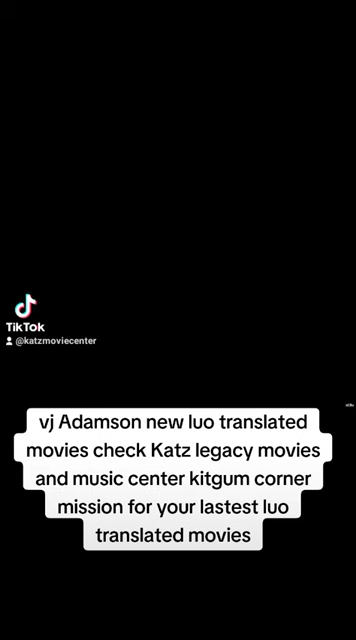 TikTok
@katzmoviecenter
vj Adamson new luo translated
movies check Katz legacy movies
and music center kitgum corner
mission for your lastest luo
translated movies